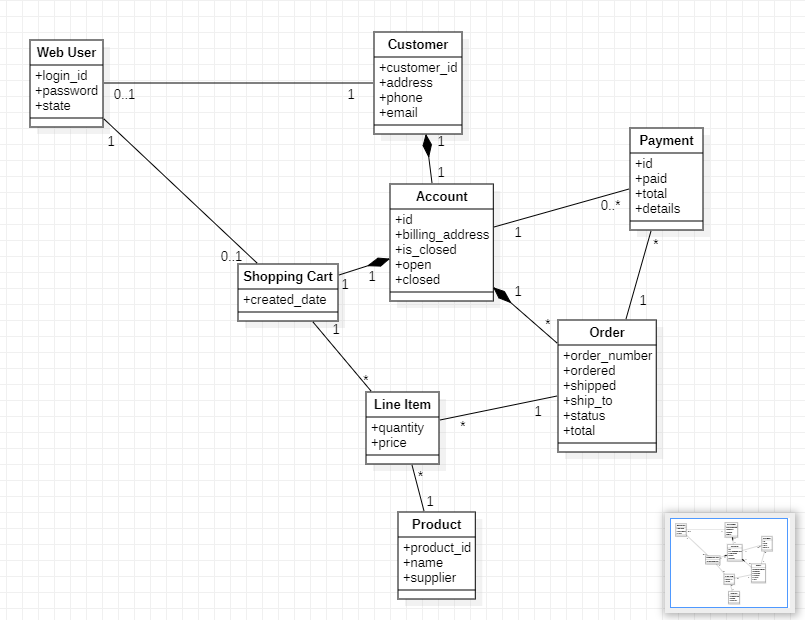 Web User
+login_id
+password
+state
Customer
+customer_id
+address
+phone
+email
0..1
1
1
1
1
Payment
+id
+paid
+total
+details
Account
+id
+billing_address
+is_closed
+open
+closed
1
0..*
*
1
0..1
Shopping Cart
+created_date
1
1
1
*
Order
+order_number
+ordered
+shipped
+ship_to
+status
+total
1
*
Line Item
+quantity
+price
*
1
*
1
Product
+product_id
+name
+supplier